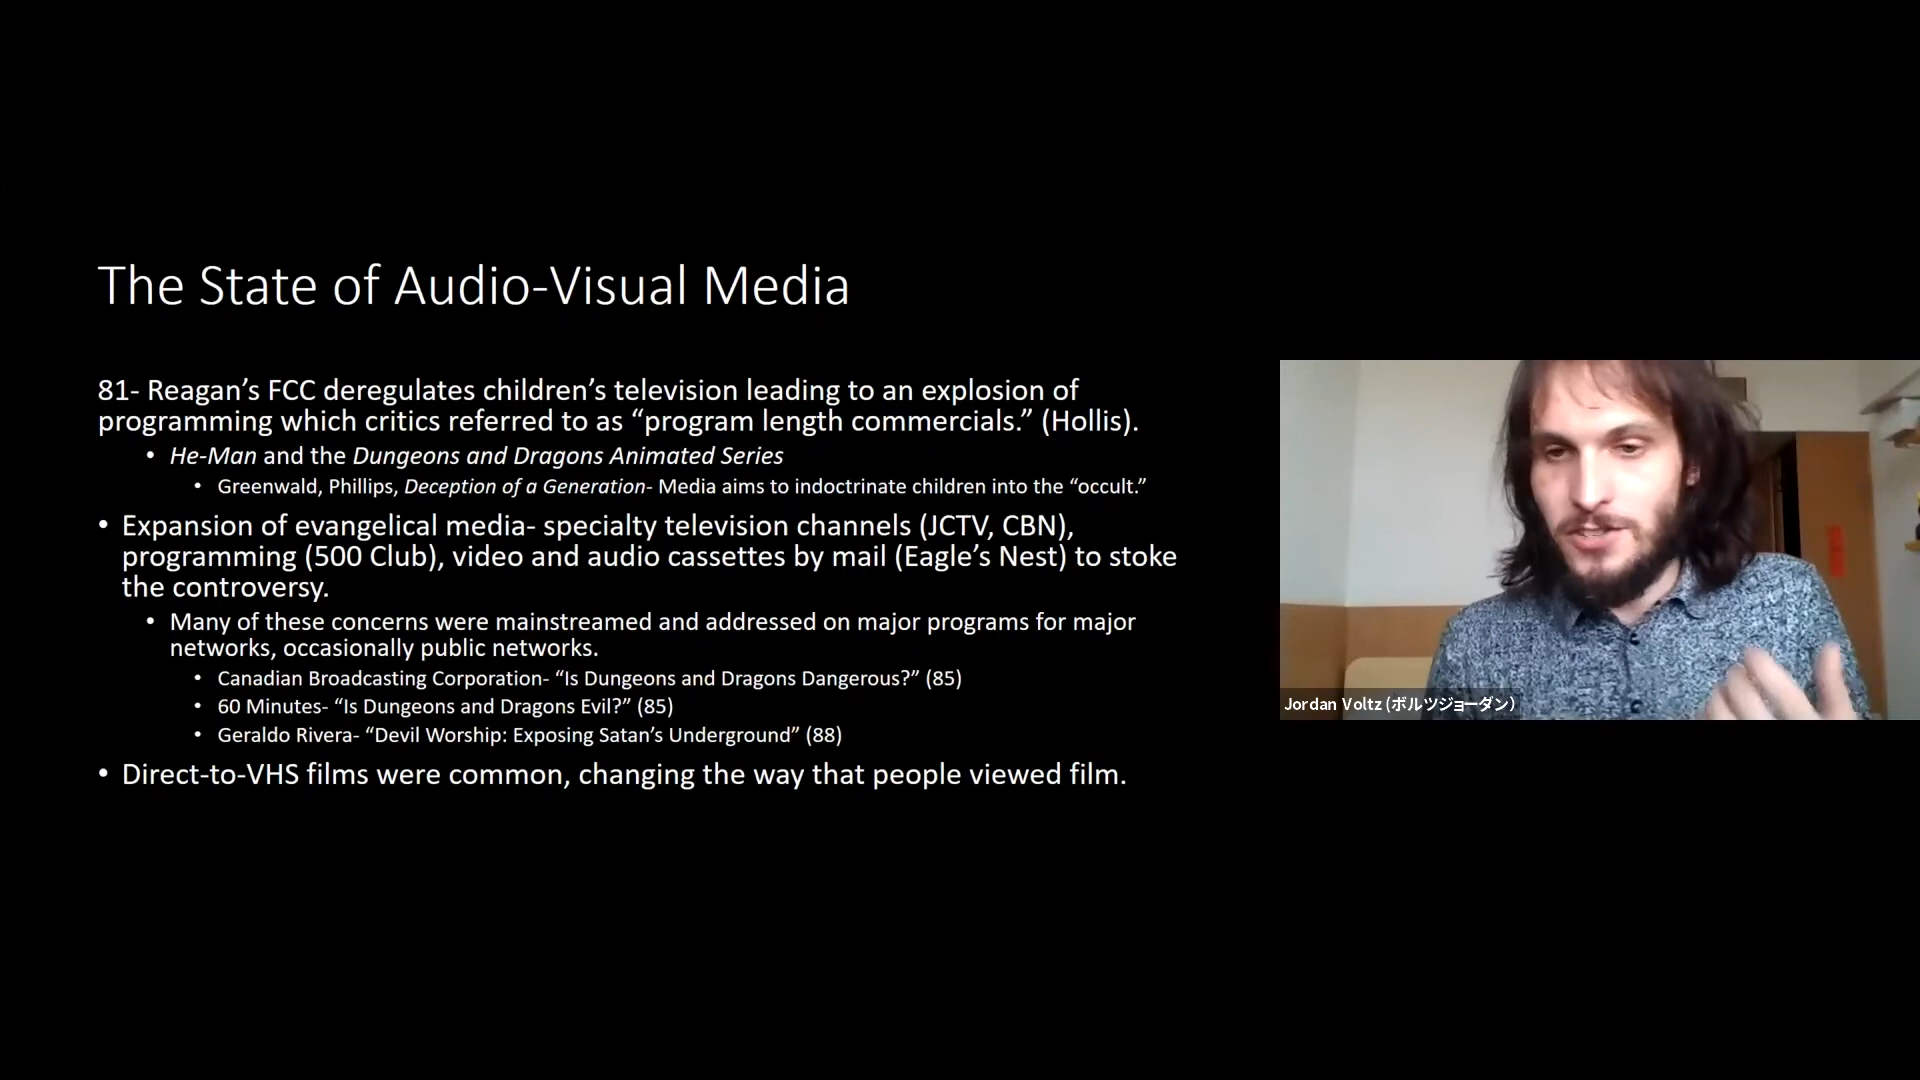 The State of Audio-Visual Media
81- Reagan’s FCC deregulates children’s television leading to an explosion of
programming which critics referred to as “program length commercials.” (Hollis).
• He-Man and the Dungeons and Dragons Animated Series
• Greenwald, Phillips, Deception of a Generation- Media aims to indoctrinate children into the “occult.”
• Expansion of evangelical media- specialty television channels (JCTV, CBN),
programming (500 Club), video and audio cassettes by mail (Eagle’s Nest) to stoke
the controversy.
• Many of these concerns were mainstreamed and addressed on major programs for major
networks, occasionally public networks.
• Canadian Broadcasting Corporation- “Is Dungeons and Dragons Dangerous?” (85)
• 60 Minutes- “Is Dungeons and Dragons Evil?” (85)
• Geraldo Rivera- “Devil Worship: Exposing Satan’s Underground” (88)
• Direct-to-VHS films were common, changing the way that people viewed film.
Jordan Voltz (ボルツジョーダン)